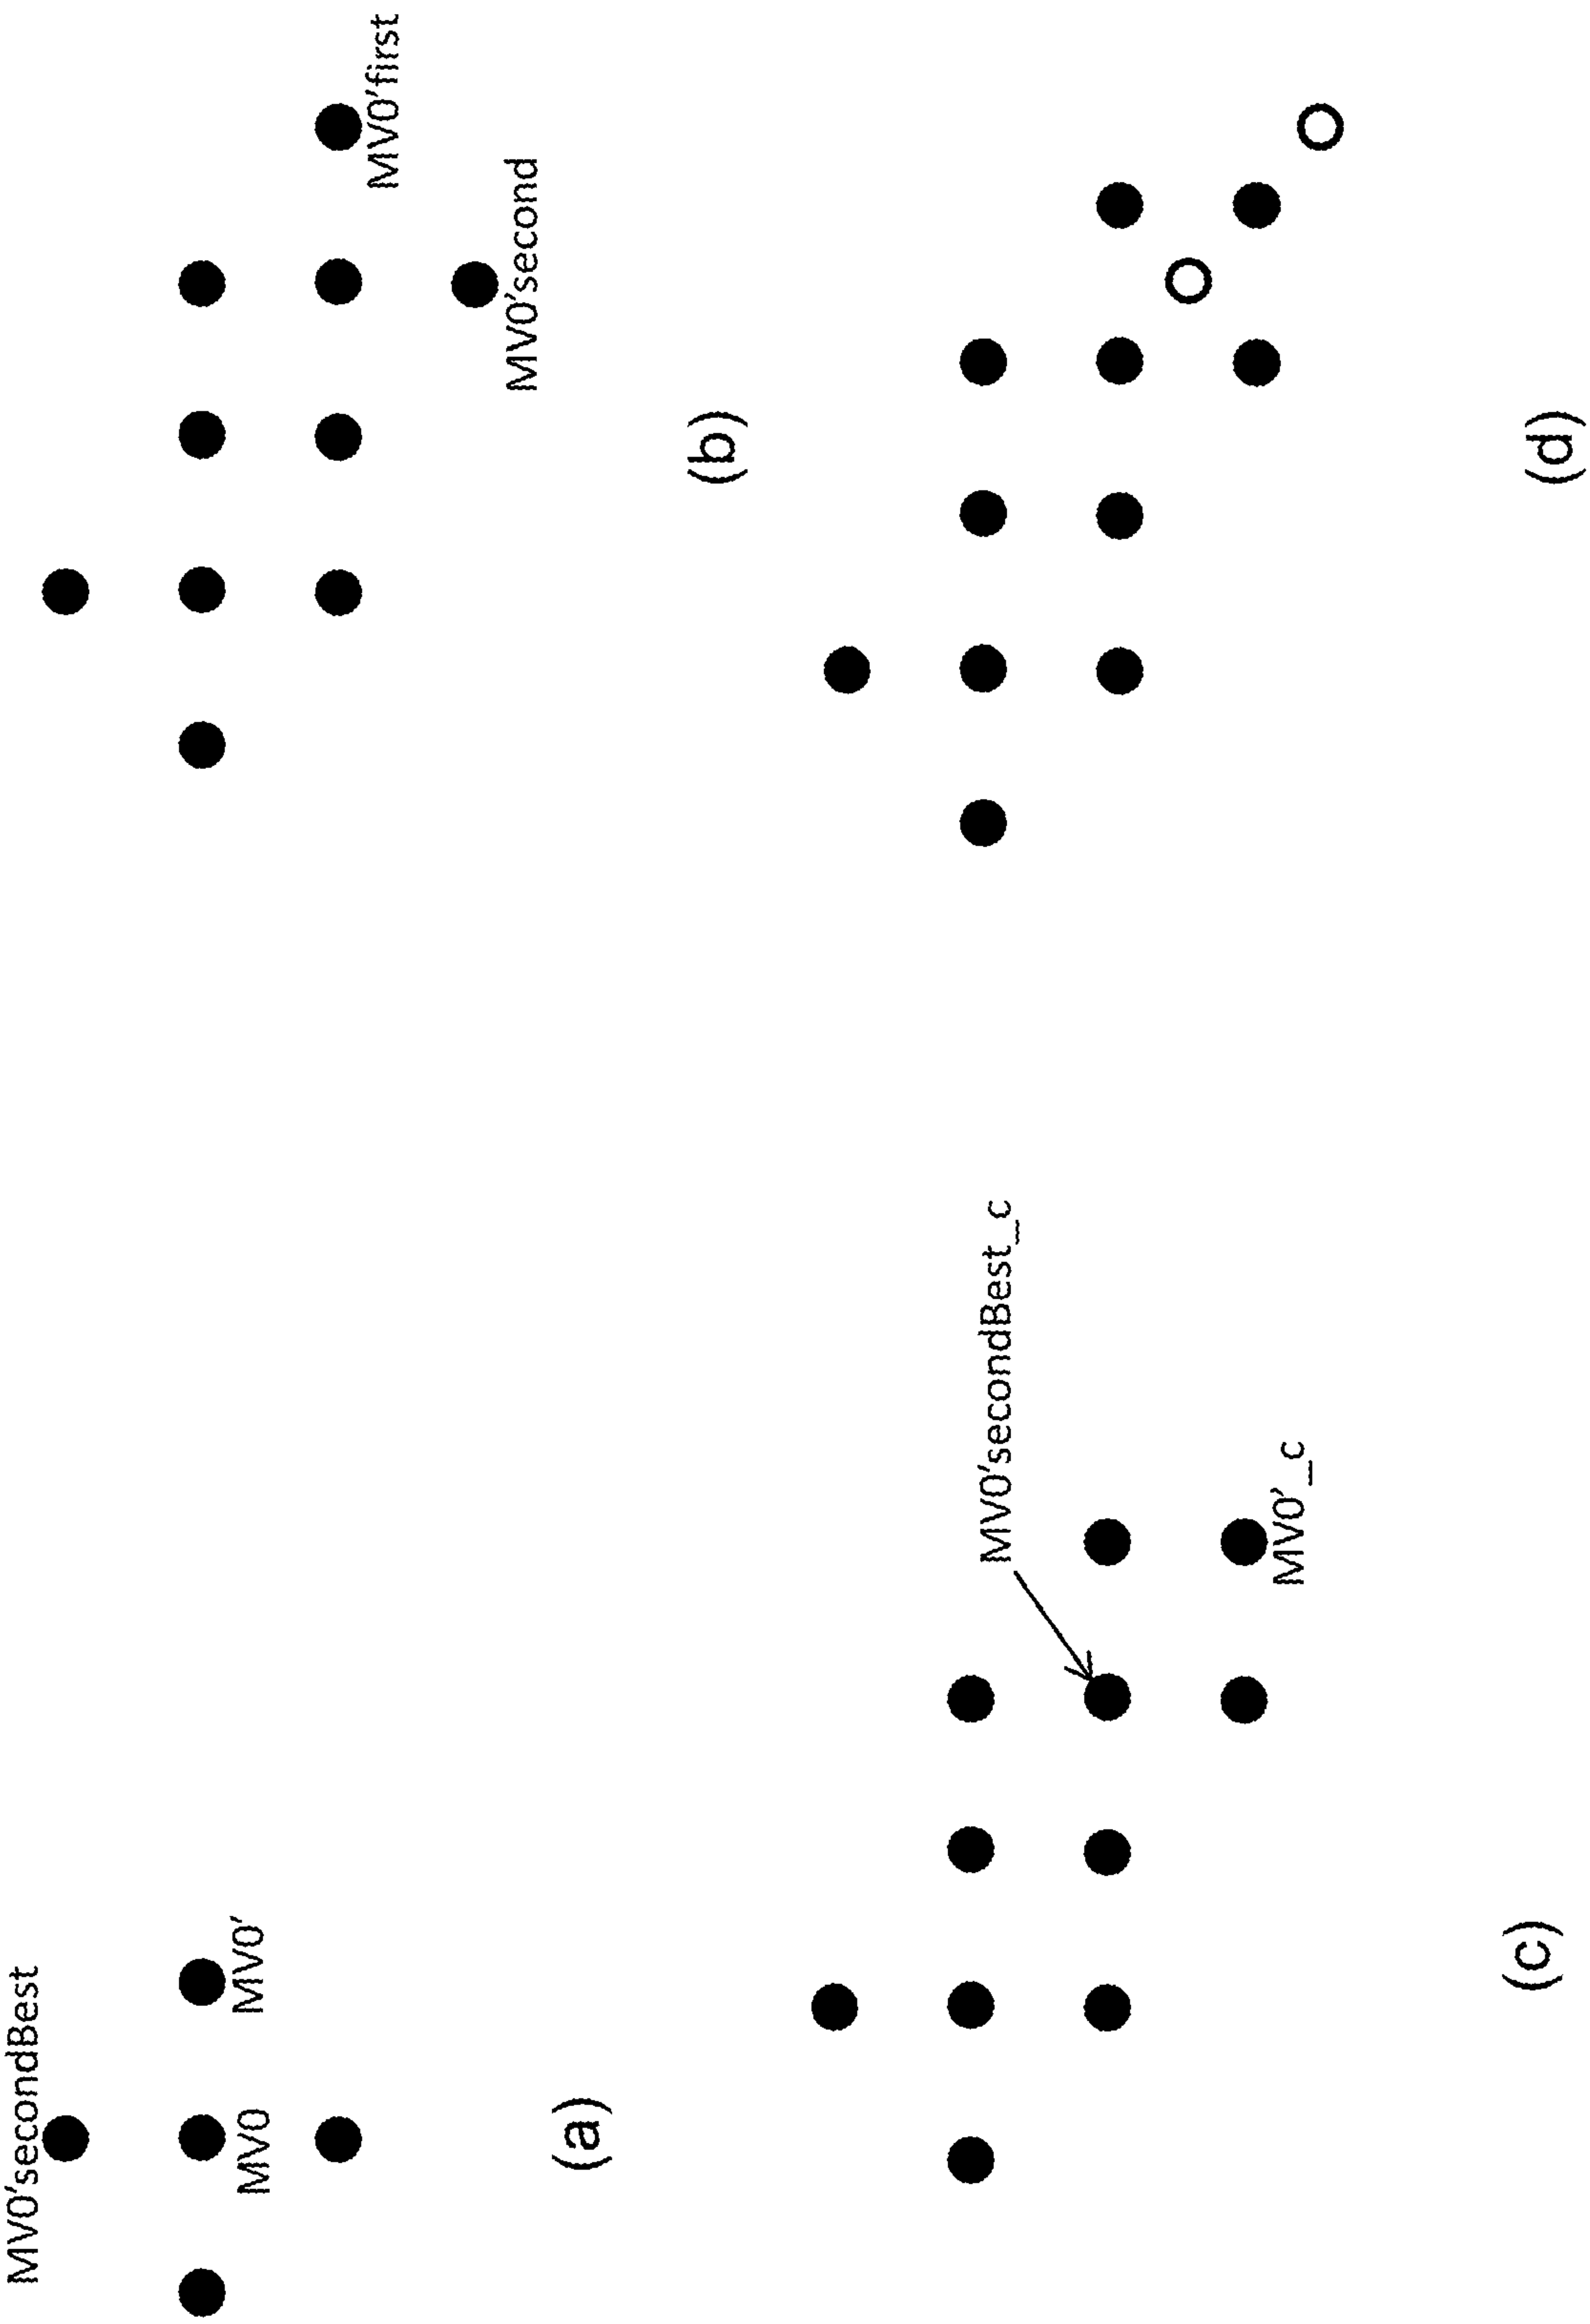 MV0'secondBest
MV0
MV0'
(a)
MV0'first
MV0'second
(b)
MV0'secondBest_c
MV0'_c
(c)
(d)